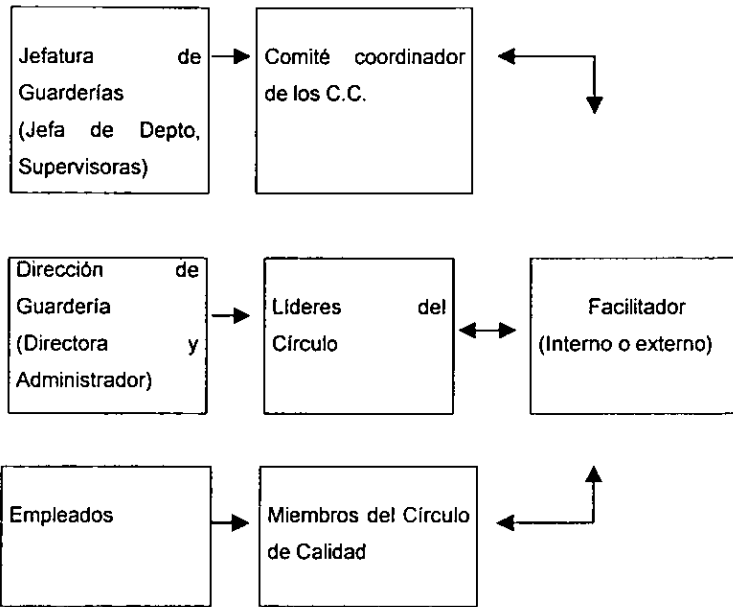 Jefatura de
Guarderías
(Jefa de Depto,
Supervisoras)
Comité coordinador
de los C.C.
Dirección de
Guardería
(Directora y
Administrador)
Líderes del
Círculo
Facilitador
(Interno o externo)
Empleados
Miembros del Círculo
de Calidad